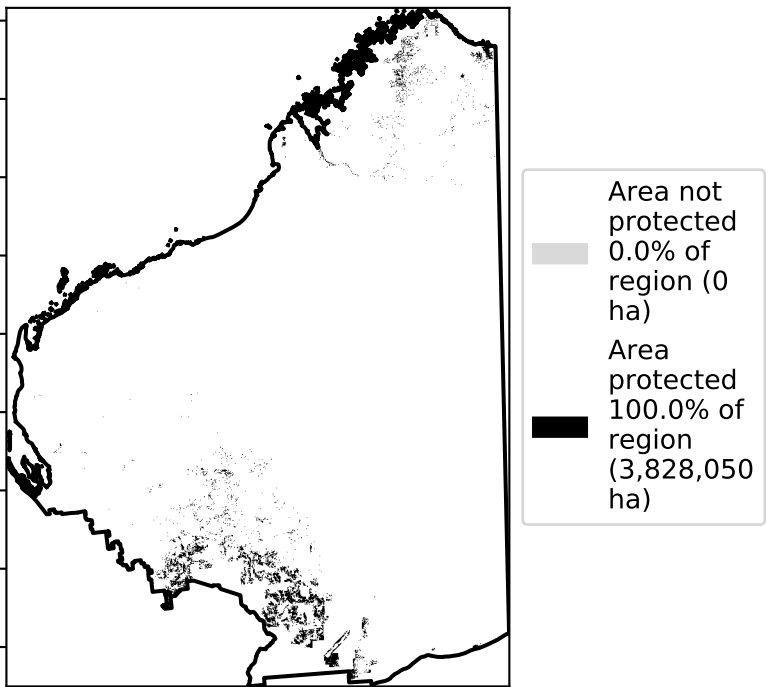 Area not
protected
0.0% of
region (0
ha)
Area
protected
100.0% of
region
(3,828,050
ha)